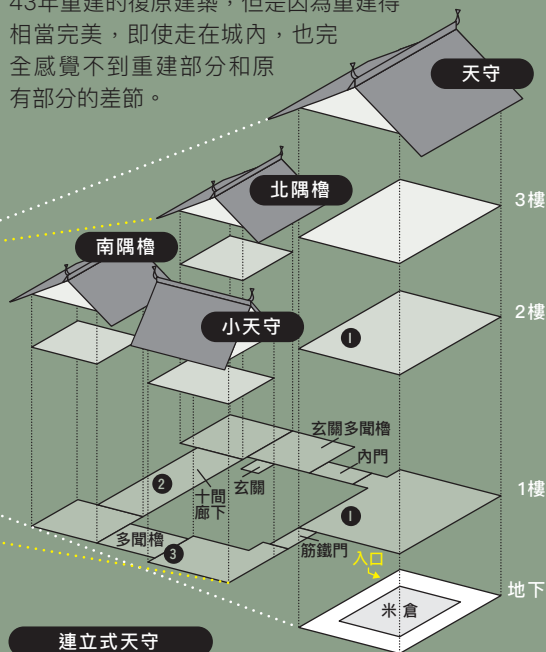 43年重建的復原建築，但是因為重建得
相當完美，即使走在城內，也完
全感覺不到重建部分和原
有部分的差節。
天守
北隅櫓
3樓
南隅櫓
小天守
2樓
1
玄關多聞櫓
內門
2
玄關
十間
廊下
1樓
1
多聞櫓
3
筋鐵門
入口
地下
米倉
連立式天守